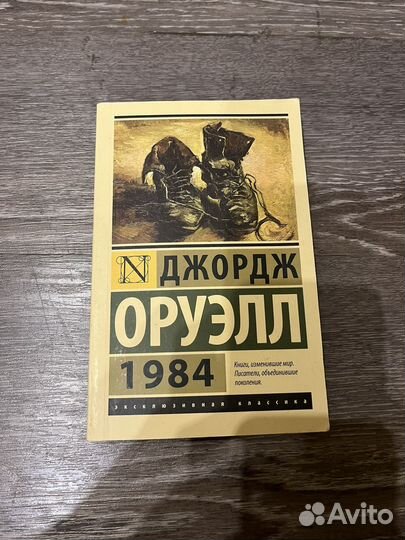 N ДЖОРДЖ
ОРУЭЛЛ
1984
Книги, изменившие мир.
Писатели, объединившие
поколения.
эксклюзивная классика
Avito